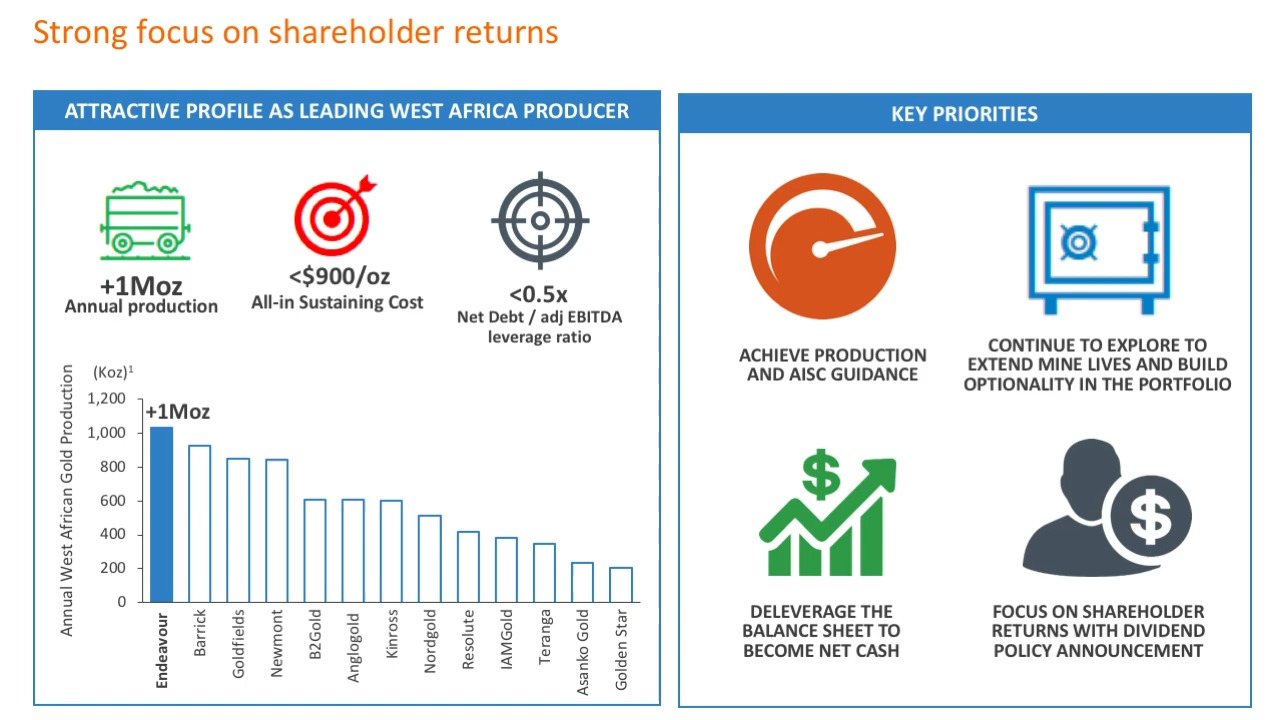 Strong focus on shareholder returns
ATTRACTIVE PROFILE AS LEADING WEST AFRICA PRODUCER
+1Moz
Annual production
<$900/oz
All-in Sustaining Cost
<0.5x
Net Debt / adj EBITDA
leverage ratio
Annual West African Gold Production
(Koz)¹
1,200
1,000
800
600
400
200
0
+1Moz
Endeavour
Barrick
Goldfields
Newmont
B2Gold
Anglogold
Kinross
Nordgold
Resolute
IAMGold
Teranga
Asanko Gold
Golden Star
KEY PRIORITIES
ACHIEVE PRODUCTION
AND AISC GUIDANCE
CONTINUE TO EXPLORE TO
EXTEND MINE LIVES AND BUILD
OPTIONALITY IN THE PORTFOLIO
$
DELEVERAGE THE
BALANCE SHEET TO
BECOME NET CASH
$
FOCUS ON SHAREHOLDER
RETURNS WITH DIVIDEND
POLICY ANNOUNCEMENT